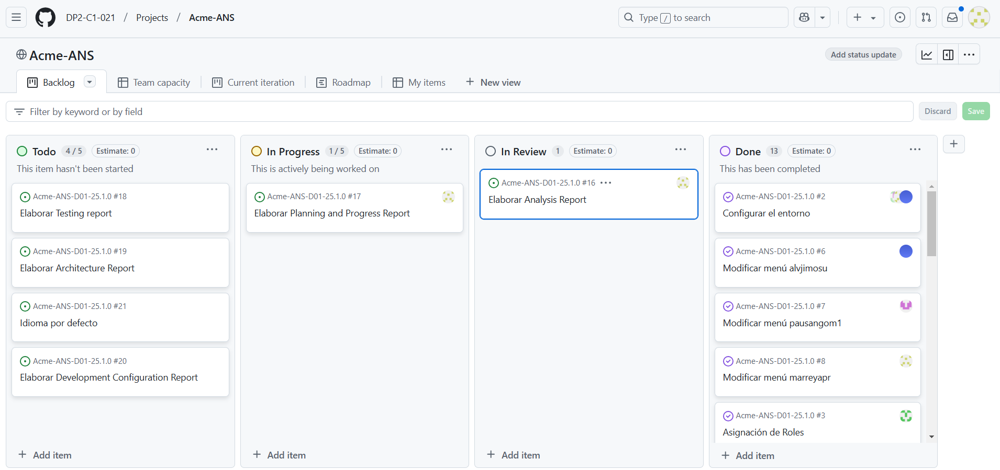 DP2-C1-021 / Projects / Acme-ANS
Type / to search
Acme-ANS
Add status update
Backlog
Team capacity
Current iteration
Roadmap
My items
New view
Filter by keyword or by field
Discard
Save
Todo 4 / 5 Estimate: 0
This item hasn't been started
Acme-ANS-D01-25.1.0 #18
Elaborar Testing report
Acme-ANS-D01-25.1.0 #19
Elaborar Architecture Report
Acme-ANS-D01-25.1.0 #21
Idioma por defecto
Acme-ANS-D01-25.1.0 #20
Elaborar Development Configuration Report
Add item
In Progress 1 / 5 Estimate: 0
This is actively being worked on
Acme-ANS-D01-25.1.0 #17
Elaborar Planning and Progress Report
Add item
In Review 1 Estimate: 0
Acme-ANS-D01-25.1.0 #16
Elaborar Analysis Report
Add item
Done 13 Estimate: 0
This has been completed
Acme-ANS-D01-25.1.0 #2
Configurar el entorno
Acme-ANS-D01-25.1.0 #6
Modificar menú alvjimosu
Acme-ANS-D01-25.1.0 #7
Modificar menú pausangom1
Acme-ANS-D01-25.1.0 #8
Modificar menú marreyapr
Acme-ANS-D01-25.1.0 #3
Asignación de Roles
Add item